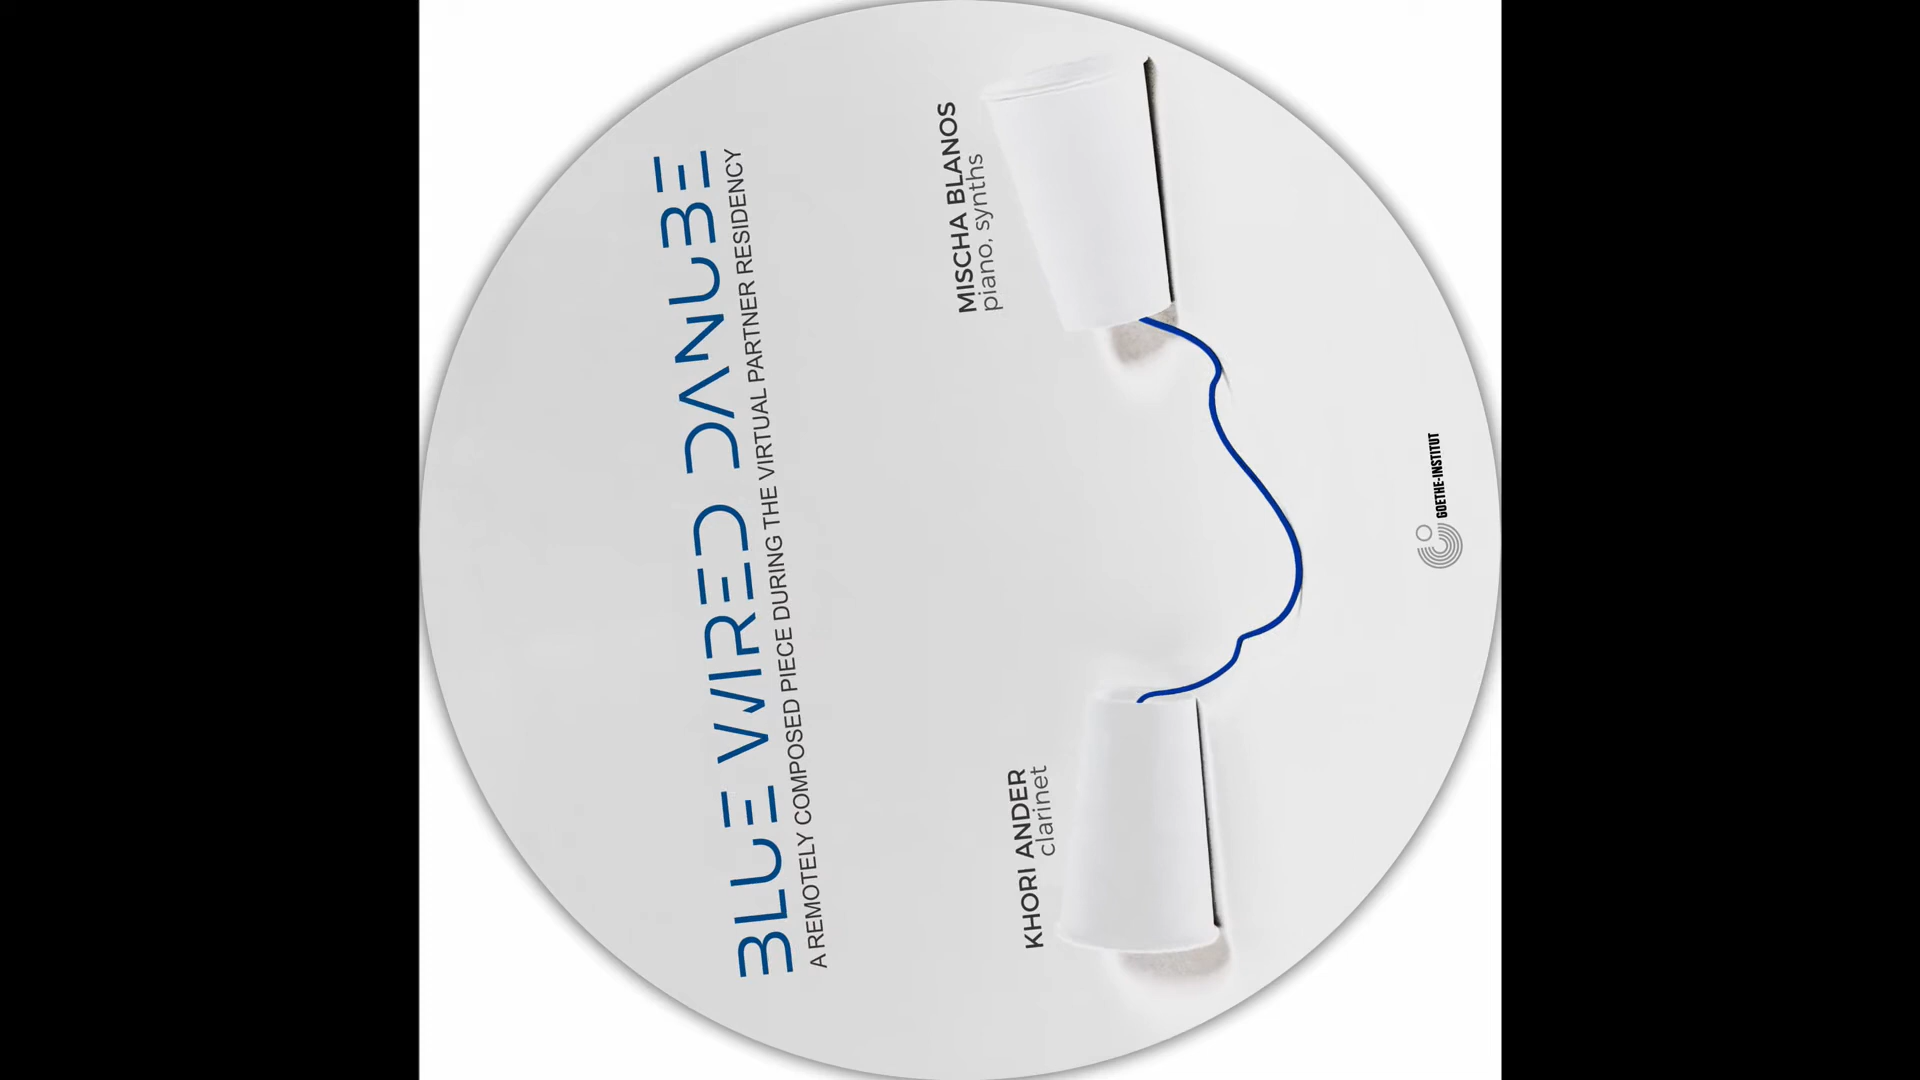 BLUE WIRED DANUBE
A REMOTELY COMPOSED PIECE DURING THE VIRTUAL PARTNER RESIDENCY
MISCHA BLANOS
piano, synths
KHORI ANDER
clarinet
GOETHE-INSTITUT